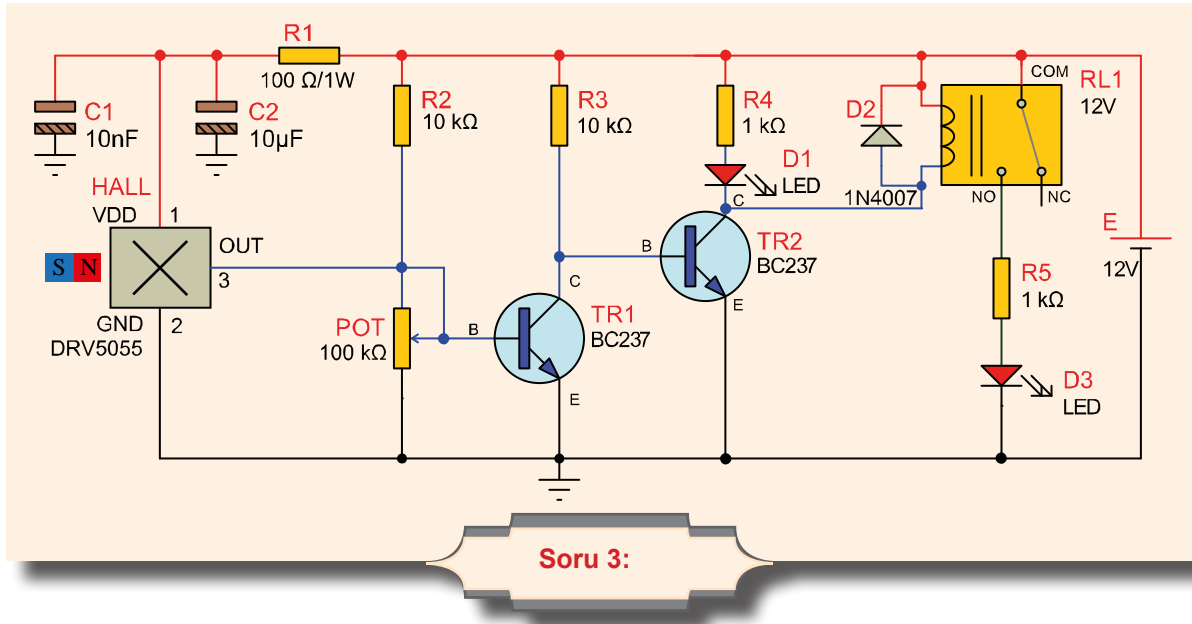 R1
100 Ω/1W
C1
10nF
C2
10µF
R2
10 kΩ
R3
10 kΩ
R4
1 kΩ
D1
LED
D2
1N4007
COM
RL1
12V
NO
NC
HALL
VDD
1
OUT
3
S N
GND
2
DRV5055
POT
100 kΩ
B
C
TR1
BC237
E
B
C
TR2
BC237
E
R5
1 kΩ
D3
LED
E
12V
Soru 3: